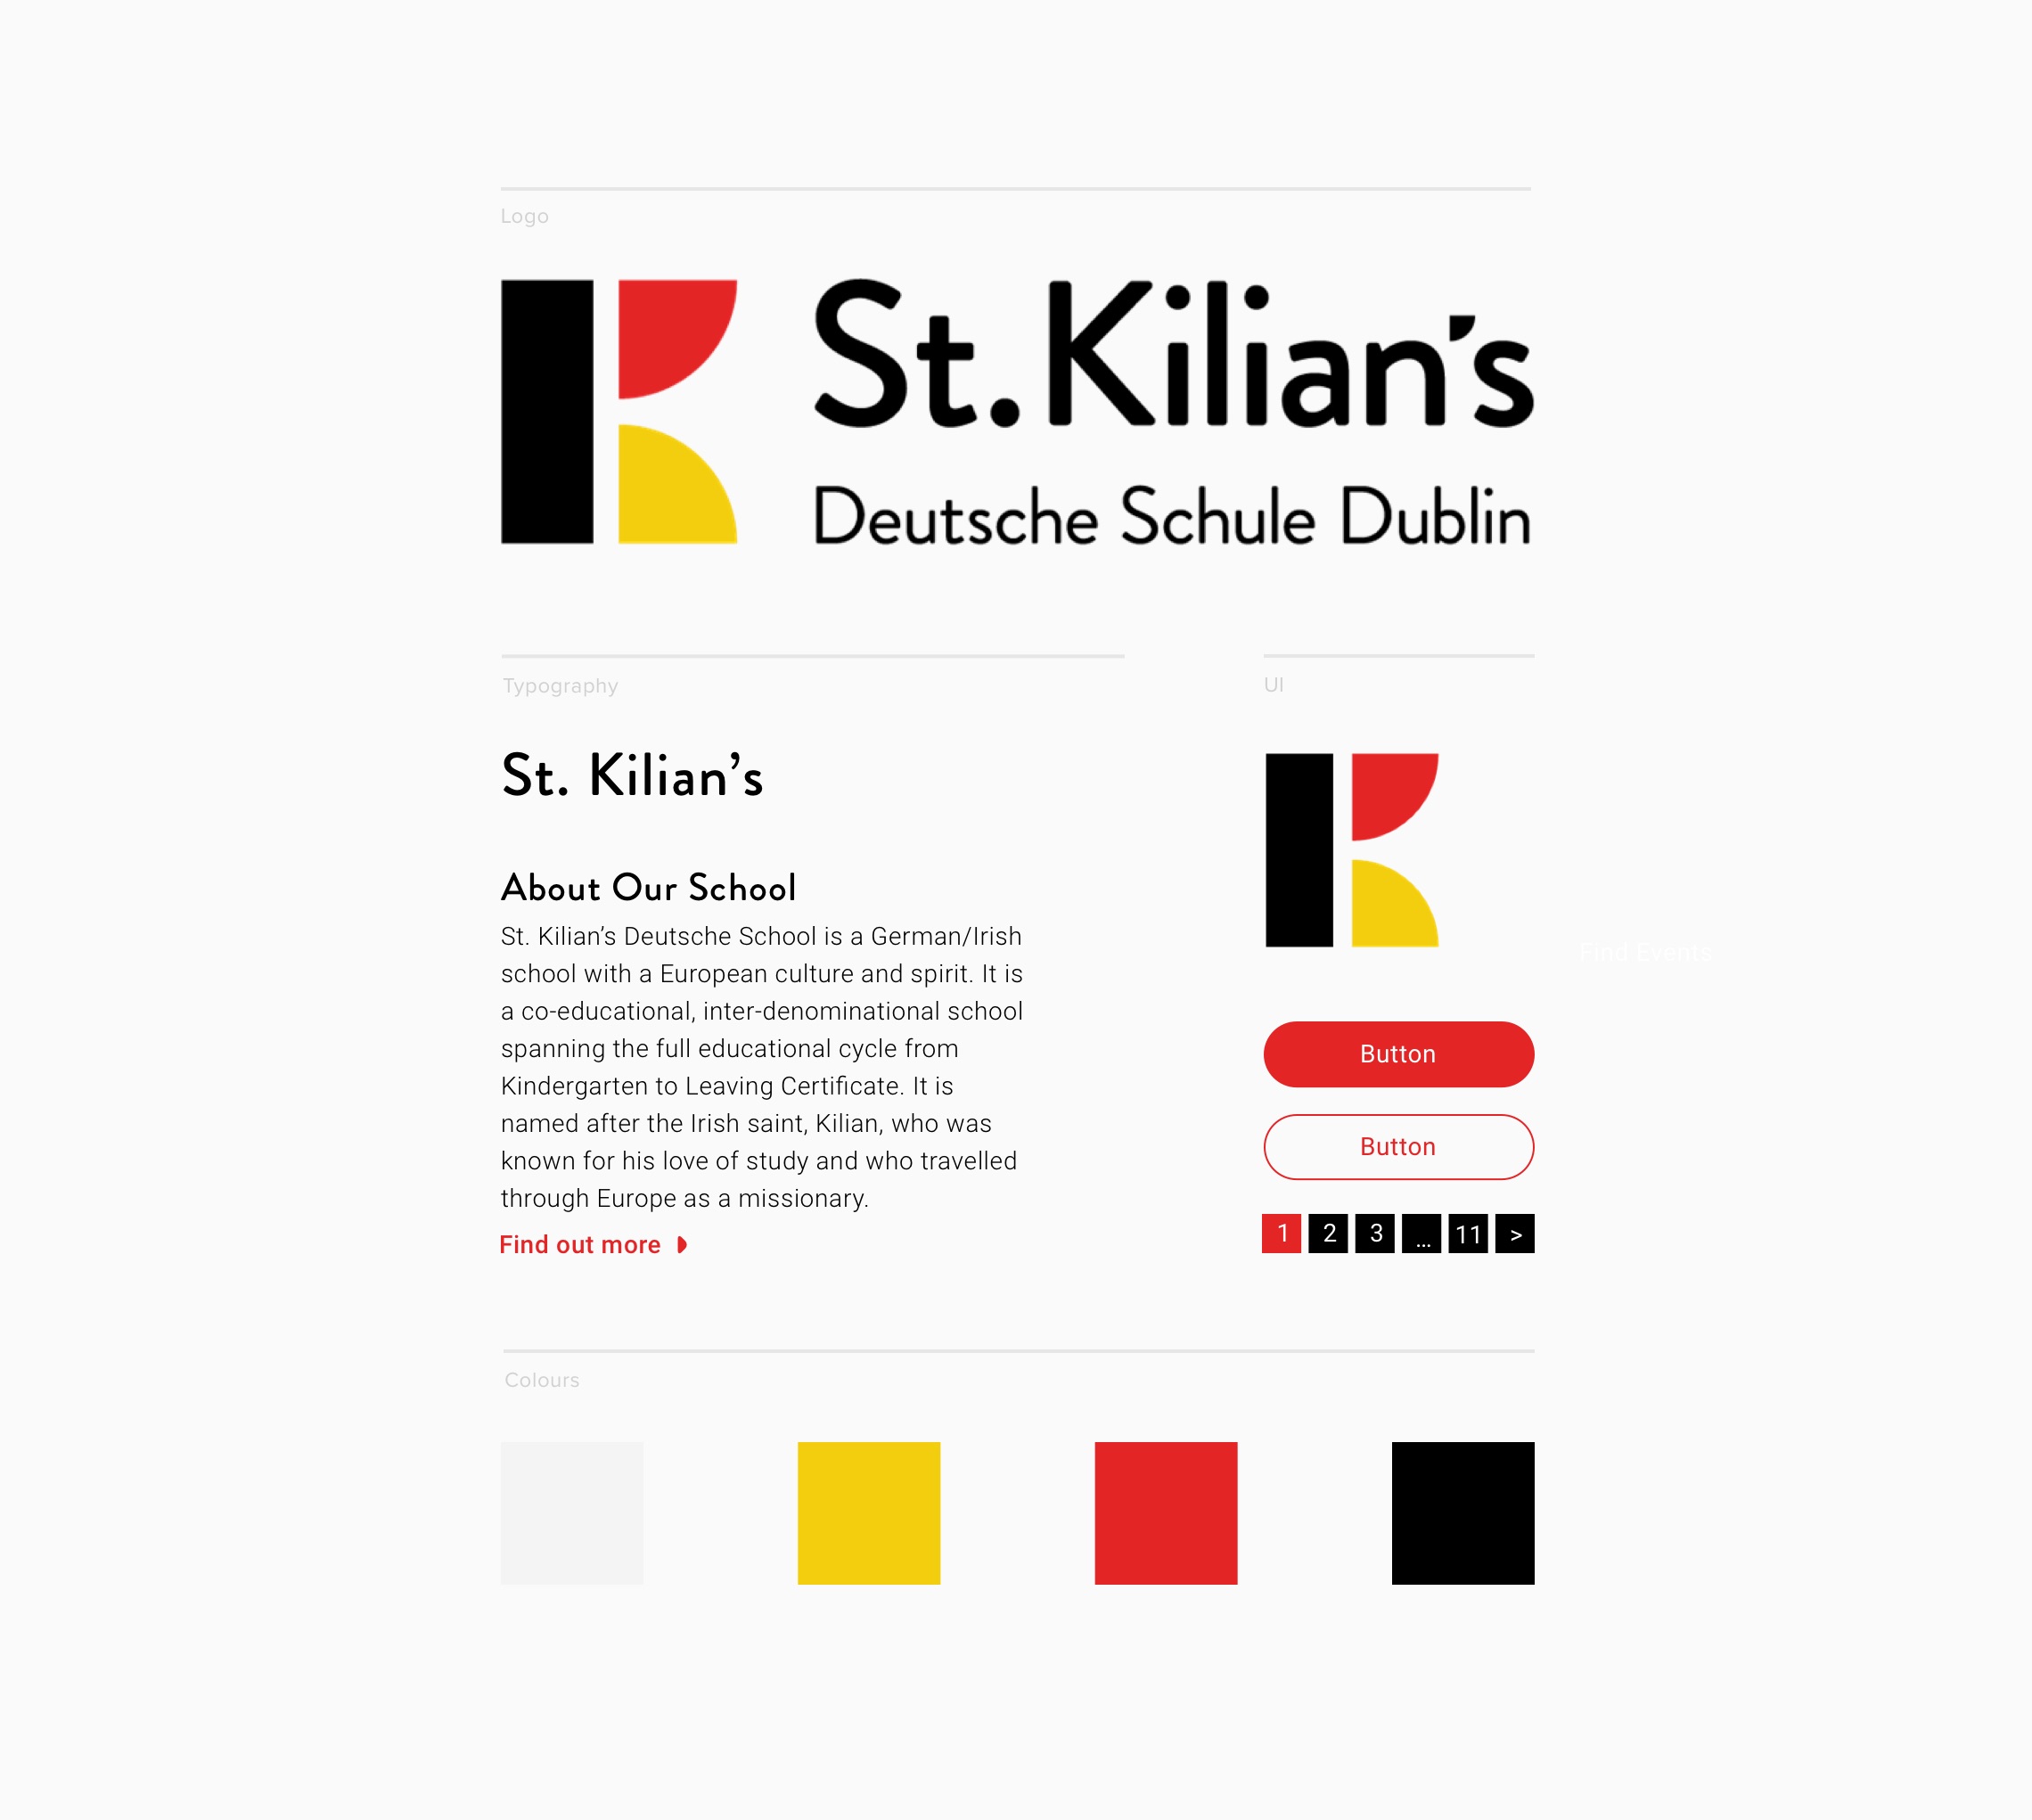 Logo
St. Kilian's
Deutsche Schule Dublin
Typography
St. Kilian’s
About Our School
St. Kilian’s Deutsche School is a German/Irish
school with a European culture and spirit. It is
a co-educational, inter-denominational school
spanning the full educational cycle from
Kindergarten to Leaving Certificate. It is
named after the Irish saint, Kilian, who was
known for his love of study and who travelled
through Europe as a missionary.
Find out more
UI
Find Events
Button
Button
1 2 3 ... 11 >
Colours